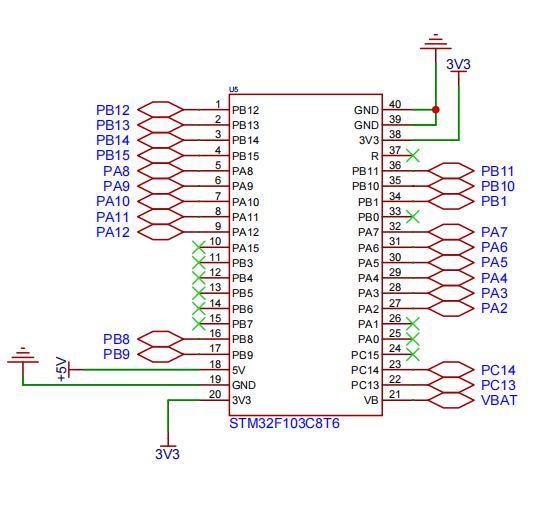 3V3
U5
PB12 1 PB12 GND 40
PB13 2 PB13 GND 39
PB14 3 PB14 3V3 38
PB15 4 PB15 R 37
PA8 5 PA8 PB11 36 PB11
PA9 6 PA9 PB10 35 PB10
PA10 7 PA10 PB1 34 PB1
PA11 8 PA11 PB0 33
PA12 9 PA12 PA7 32 PA7
10 PA15 PA6 31 PA6
11 PB3 PA5 30 PA5
12 PB4 PA4 29 PA4
13 PB5 PA3 28 PA3
14 PB6 PA2 27 PA2
15 PB7 PA1 26
PB8 16 PB8 PA0 25
PB9 17 PB9 PC15 24
+5V 18 5V PC14 23 PC14
19 GND PC13 22 PC13
20 3V3 VB 21 VBAT
STM32F103C8T6
3V3